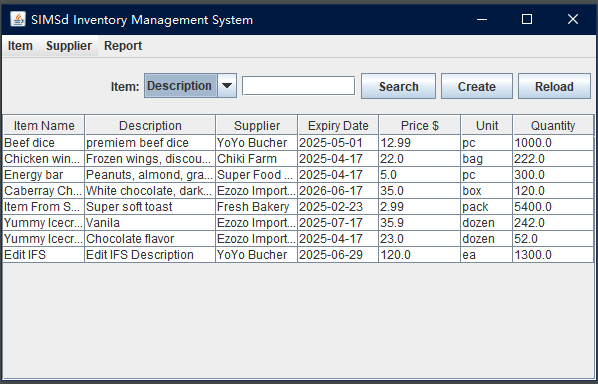 SIMSd Inventory Management System
Item Supplier Report
Item: Description Search Create Reload
Item Name Description Supplier Expiry Date Price $ Unit Quantity
Beef dice premiem beef dice YoYo Bucher 2025-05-01 12.99 pc 1000.0
Chicken win... Frozen wings, discou... Chiki Farm 2025-04-17 22.0 bag 222.0
Energy bar Peanuts, almond, gra... Super Food ... 2025-04-17 5.0 pc 300.0
Caberray Ch... White chocolate, dark... Ezozo Import... 2026-06-17 35.0 box 120.0
Item From S... Super soft toast Fresh Bakery 2025-02-23 2.99 pack 5400.0
Yummy Icecr... Vanila Ezozo Import... 2025-07-17 35.9 dozen 242.0
Yummy Icecr... Chocolate flavor Ezozo Import... 2025-04-17 23.0 dozen 52.0
Edit IFS Edit IFS Description YoYo Bucher 2025-06-29 120.0 ea 1300.0